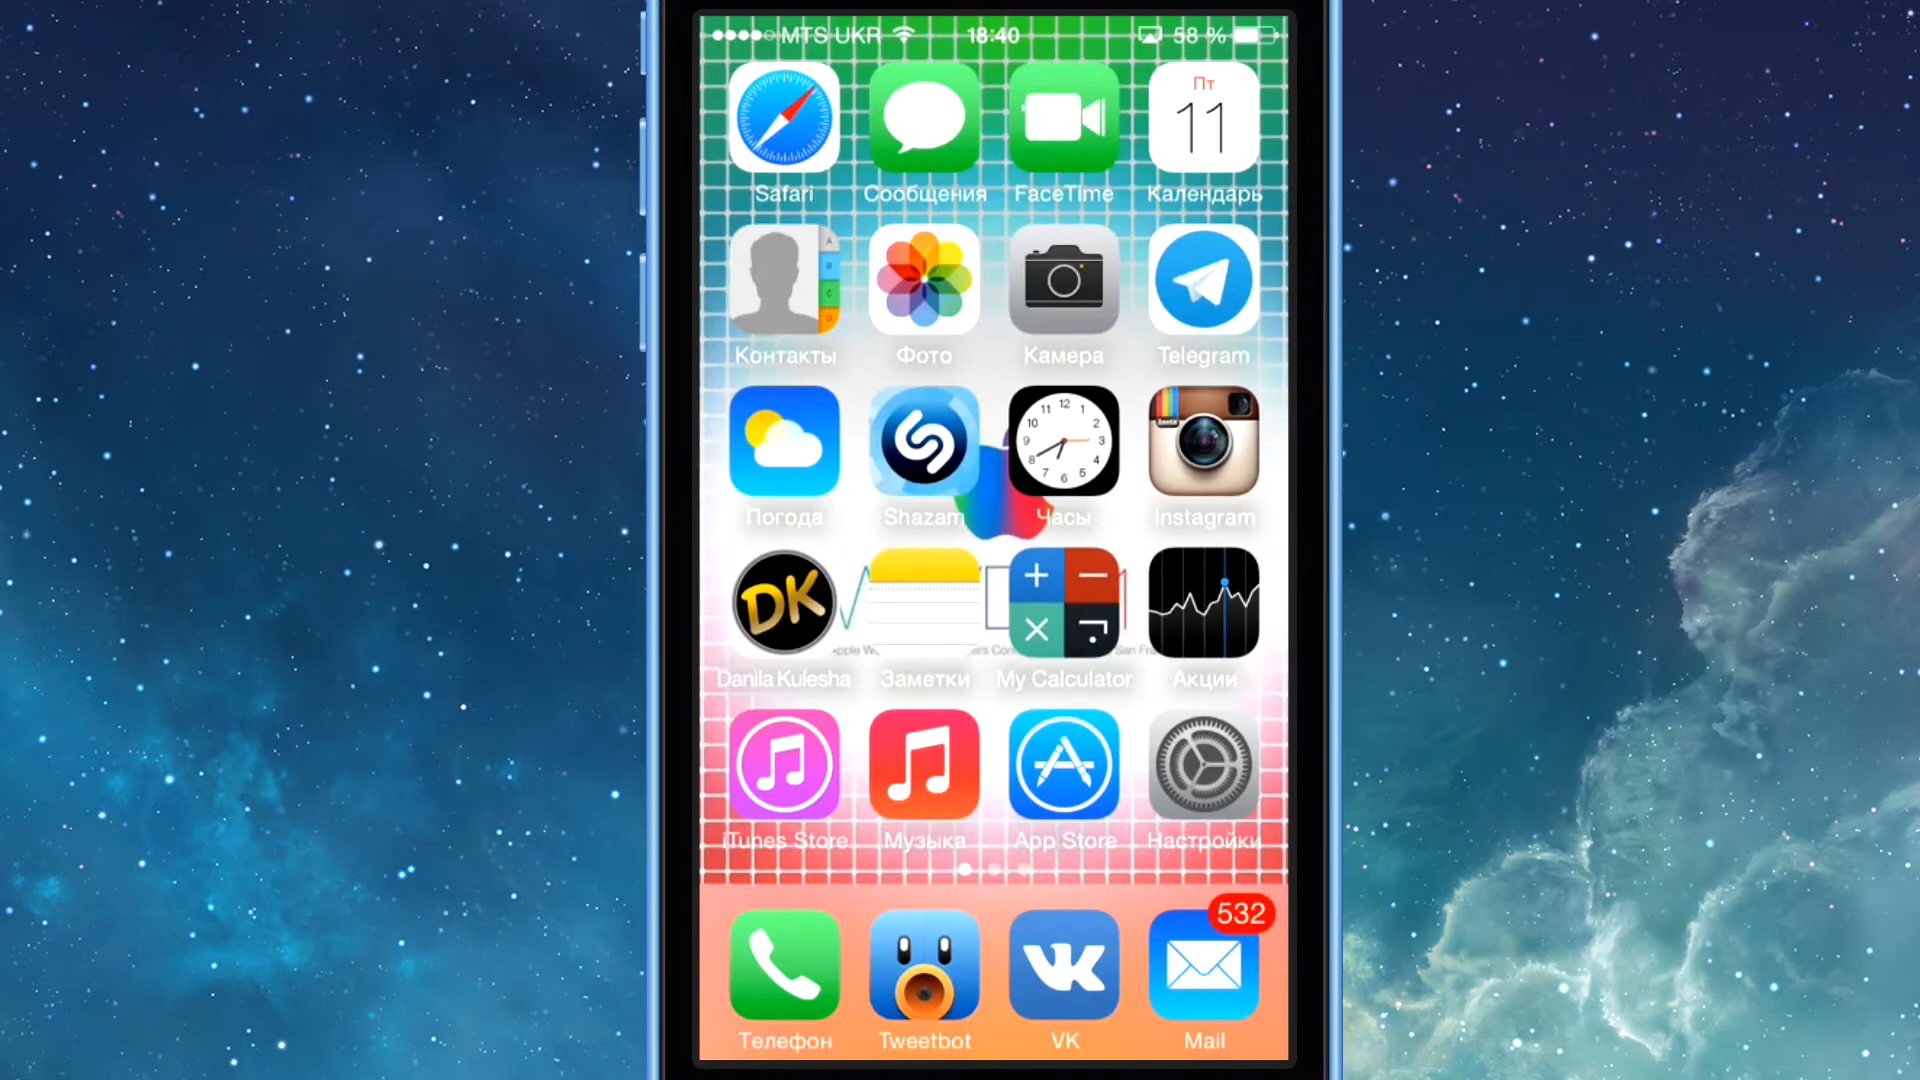 MTS UKR 18:40 58 %
Пт
11
Safari Сообщения FaceTime Календарь
A
B
C
D
Контакты Фото Камера Telegram
12
11 1
10 2
9 3
8 4
7 5
6
Insta
Погода Shazam Часы Instagram
DK
Danila Kulesha Заметки My Calculator Акции
iTunes Store Музыка App Store Настройки
532
Телефон Tweetbot VK Mail